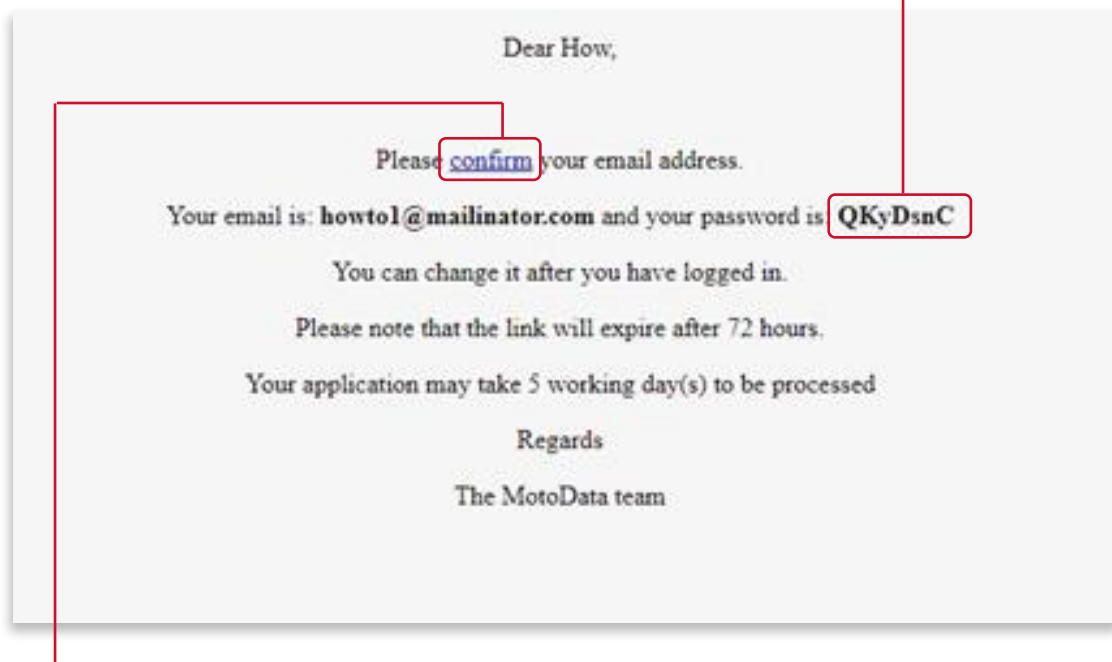 Dear How,
Please confirm your email address.
Your email is: howto1@mailinator.com and your password is: QKyDsnC
You can change it after you have logged in.
Please note that the link will expire after 72 hours.
Your application may take 5 working day(s) to be processed
Regards
The MotoData team